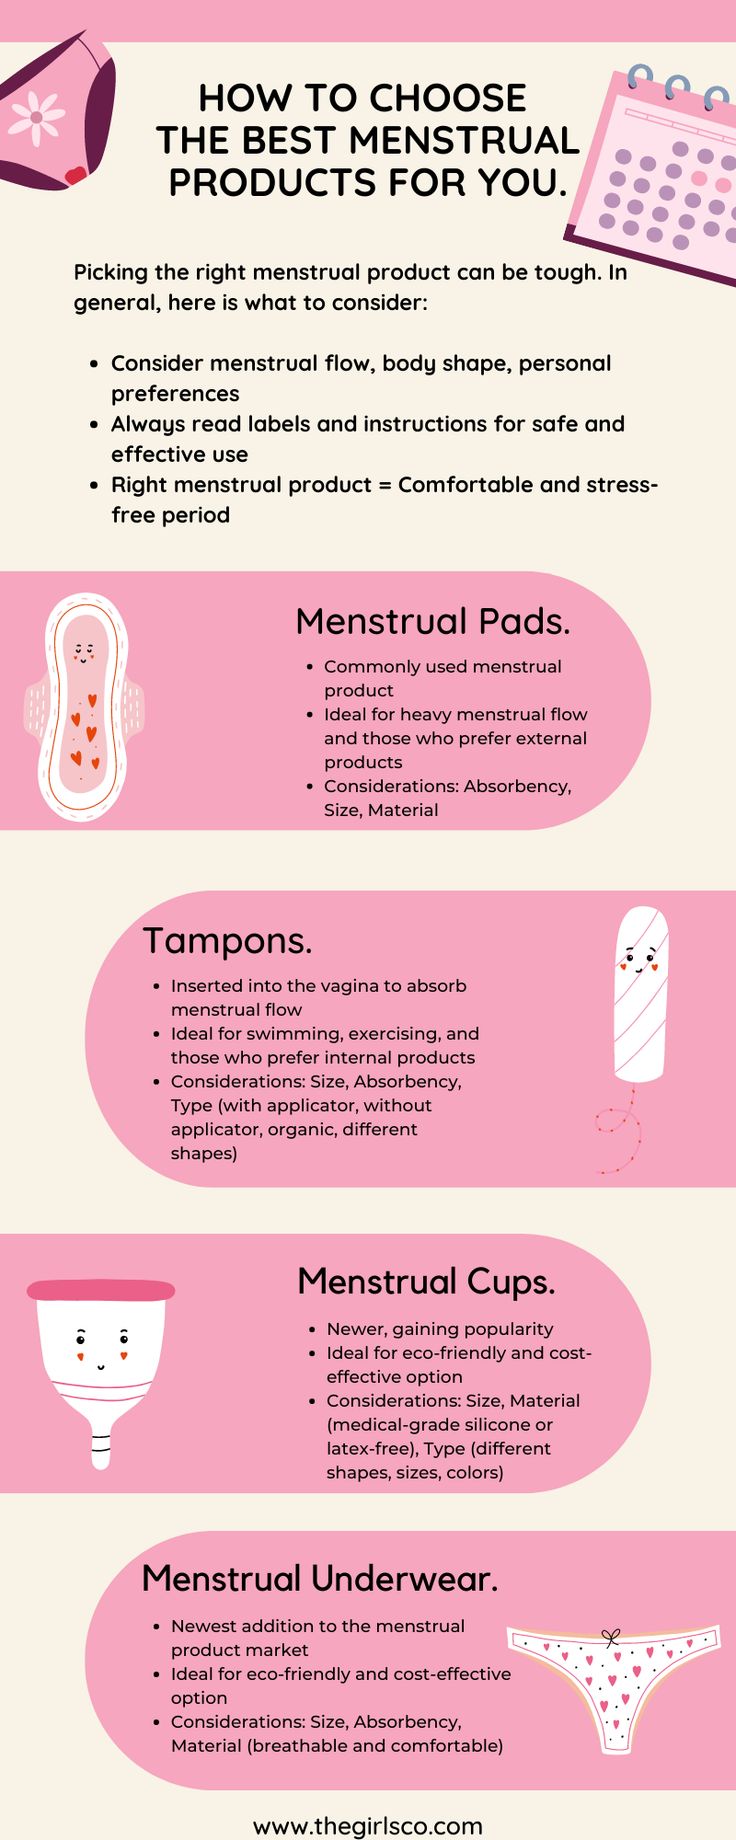 HOW TO CHOOSE
THE BEST MENSTRUAL
PRODUCTS FOR YOU.
Picking the right menstrual product can be tough. In
general, here is what to consider:
• Consider menstrual flow, body shape, personal
preferences
• Always read labels and instructions for safe and
effective use
• Right menstrual product = Comfortable and stress-
free period
Menstrual Pads.
• Commonly used menstrual
product
• Ideal for heavy menstrual flow
and those who prefer external
products
• Considerations: Absorbency,
Size, Material
Tampons.
• Inserted into the vagina to absorb
menstrual flow
• Ideal for swimming, exercising, and
those who prefer internal products
• Considerations: Size, Absorbency,
Type (with applicator, without
applicator, organic, different
shapes)
Menstrual Cups.
• Newer, gaining popularity
• Ideal for eco-friendly and cost-
effective option
• Considerations: Size, Material
(medical-grade silicone or
latex-free), Type (different
shapes, sizes, colors)
Menstrual Underwear.
• Newest addition to the menstrual
product market
• Ideal for eco-friendly and cost-effective
option
• Considerations: Size, Absorbency,
Material (breathable and comfortable)
www.thegirlsco.com